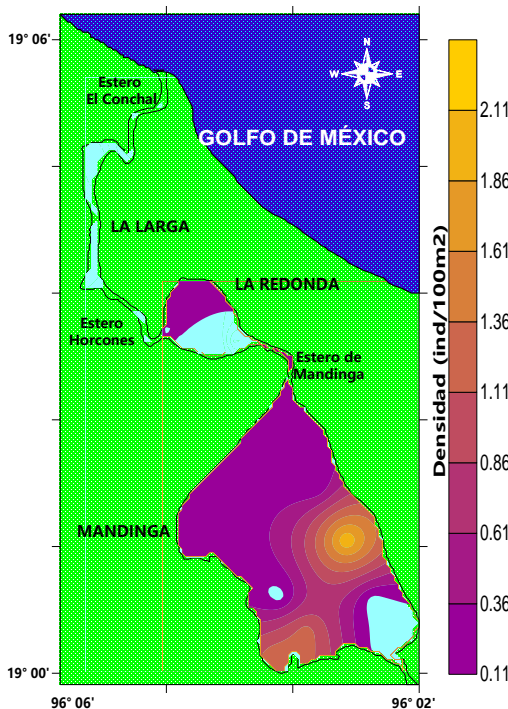 19° 06'
Estero
El Conchal
N
W E
S
GOLFO DE MÉXICO
LA LARGA
LA REDONDA
Estero
Horcones
Estero de
Mandinga
MANDINGA
19° 00'
96° 06'
96° 02'
Densidad (ind/100m2)
2.11
1.86
1.61
1.36
1.11
0.86
0.61
0.36
0.11